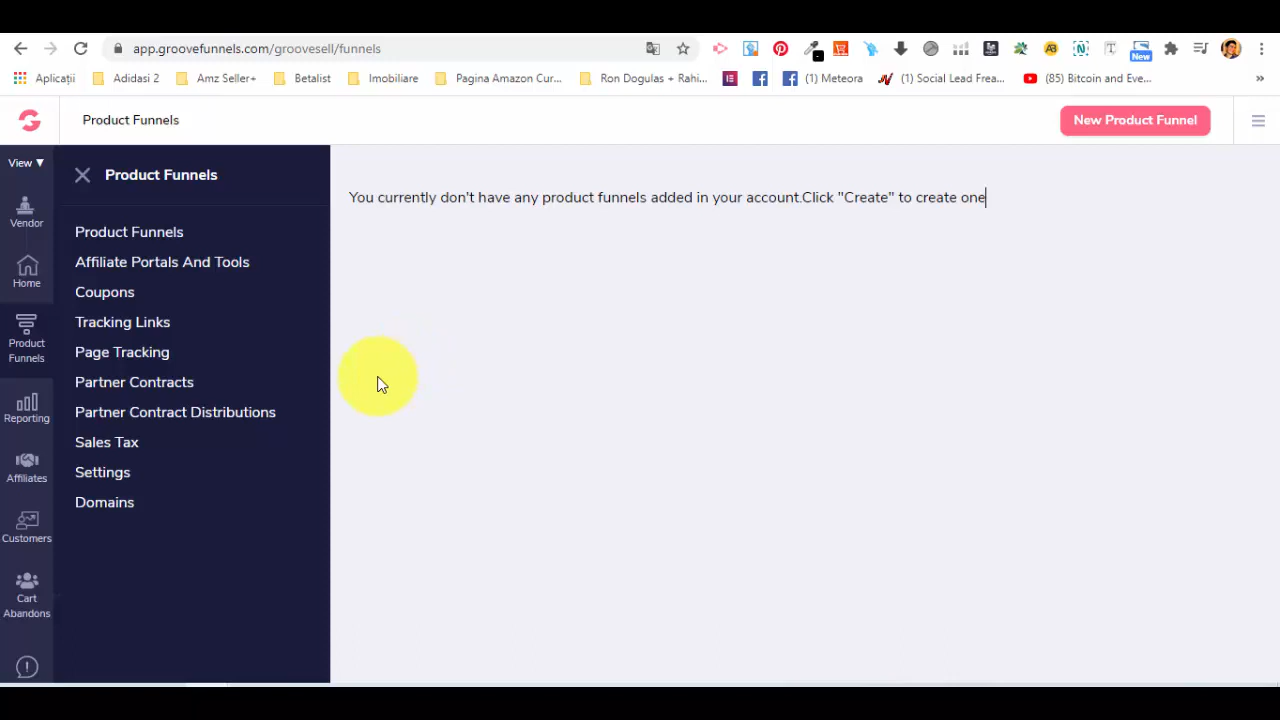 app.groovefunnels.com/groovesell/funnels
New
Aplicații
Adidasi 2
Amz Seller+
Betalist
Imobiliare
Pagina Amazon Cur...
Ron Dogulas + Rahi...
(1) Meteora
(1) Social Lead Frea...
(85) Bitcoin and Eve...
»
Product Funnels
New Product Funnel
View ▼
Product Funnels
You currently don't have any product funnels added in your account.Click "Create" to create one
Vendor
Product Funnels
Affiliate Portals And Tools
Home
Coupons
Tracking Links
Product
Funnels
Page Tracking
Partner Contracts
Reporting
Partner Contract Distributions
Sales Tax
Affiliates
Settings
Domains
Customers
Cart
Abandons